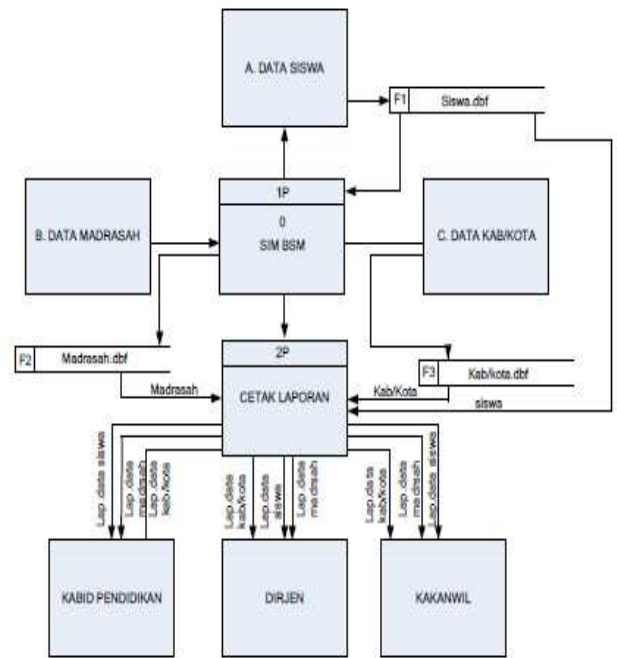 A. DATA SISWA
F1
Siswa.dbf
1P
0
SIM BSM
B. DATA MADRASAH
C. DATA KAB/KOTA
2P
CETAK LAPORAN
F2
Madrasah.dbf
Madrasah
F3
Kab/kota.dbf
Kab/Kota
siswa
Lap.data siswa
Lap.data
madrsah
Lap.data
kab/kota
Lap.data
kab/kota
Lap.data
siswa
Lap.data
madrsah
Lap.data
kab/kota
Lap.data
madrsah
Lap.data siswa
KABID PENDIDIKAN
DIRJEN
KAKANWIL